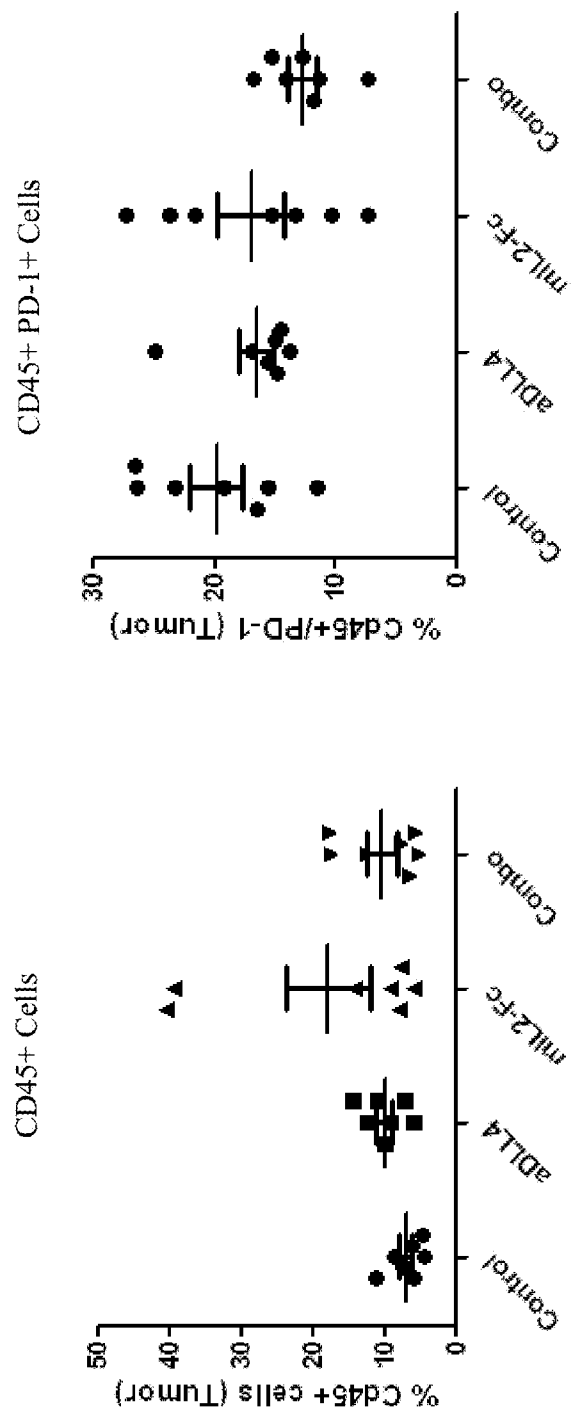 CD45+ Cells
% Cd45+ cells (Tumor)
50
40
30
20
10
0
Control
aDLL4
mIL2-Fc
Combo
CD45+ PD-1+ Cells
% Cd45+/PD-1 (Tumor)
30
20
10
0
Control
aDLL4
mIL2-Fc
Combo